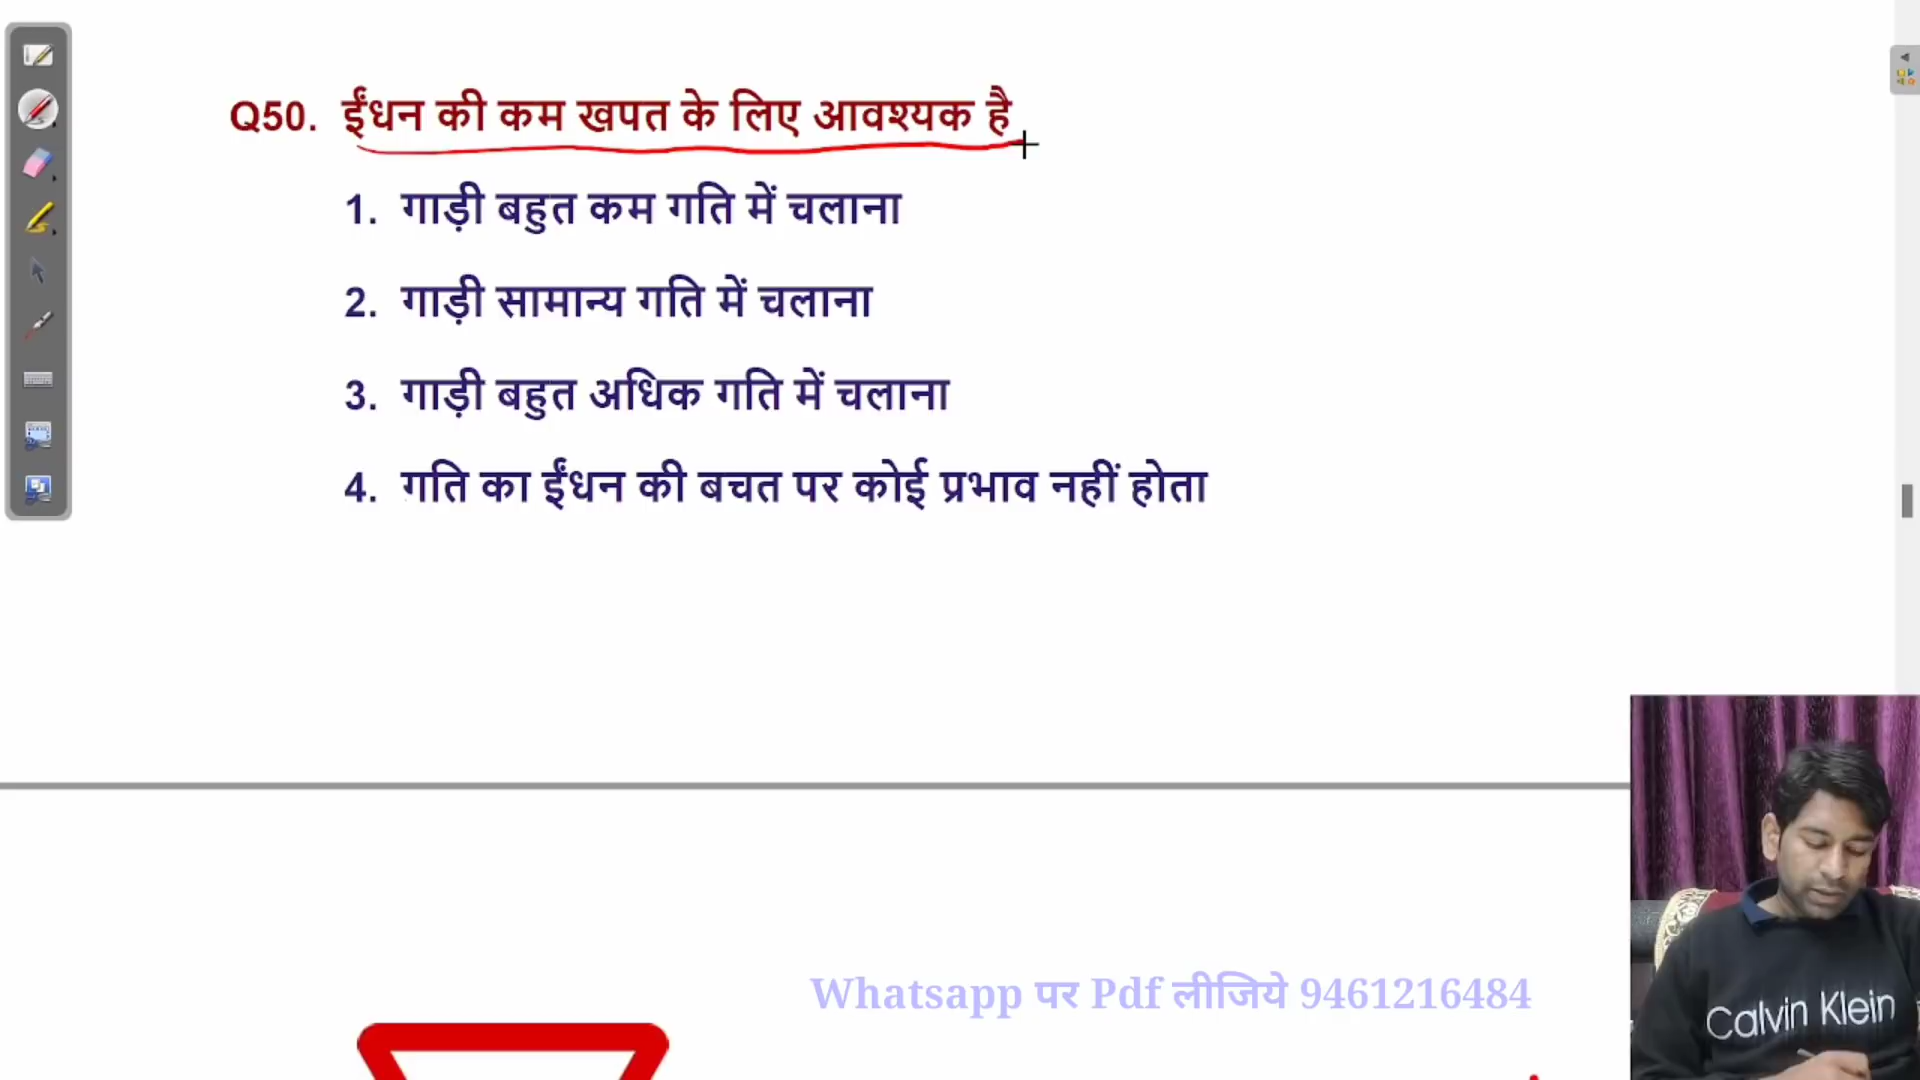 Q50. ईंधन की कम खपत के लिए आवश्यक है
1. गाड़ी बहुत कम गति में चलाना
2. गाड़ी सामान्य गति में चलाना
3. गाड़ी बहुत अधिक गति में चलाना
4. गति का ईंधन की बचत पर कोई प्रभाव नहीं होता
Whatsapp पर Pdf लीजिये 9461216484
Calvin Klein